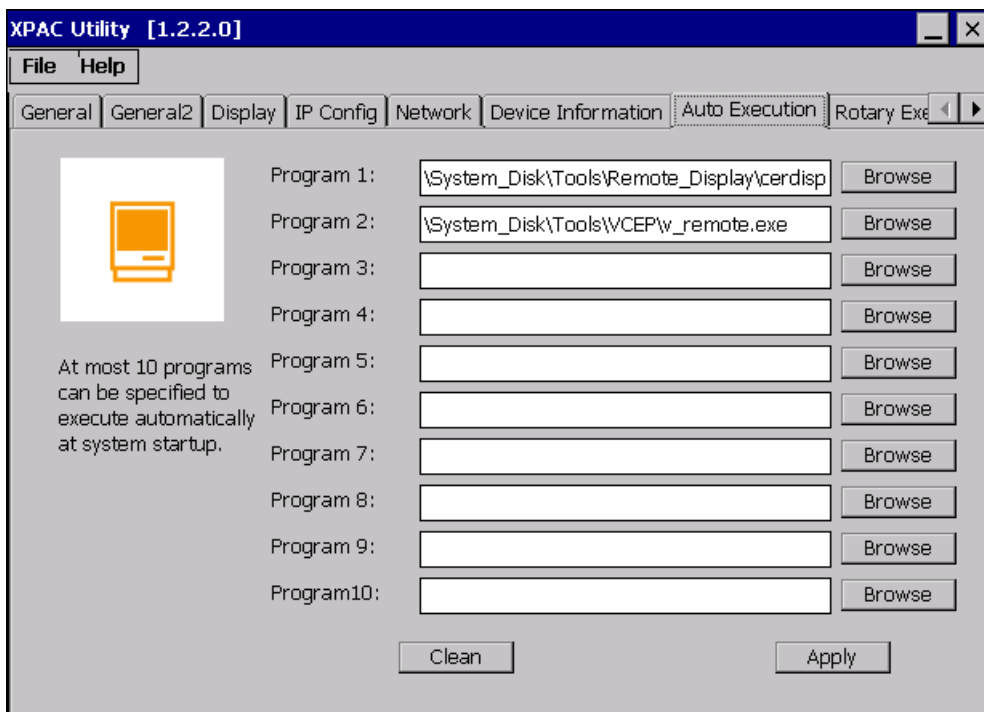 XPAC Utility [1.2.2.0]
File Help
General General2 Display IP Config Network Device Information Auto Execution Rotary Exe
Program 1: \System_Disk\Tools\Remote_Display\cerdisp Browse
Program 2: \System_Disk\Tools\VCEP\v_remote.exe Browse
Program 3: Browse
Program 4: Browse
At most 10 programs
can be specified to
execute automatically
at system startup.
Program 5: Browse
Program 6: Browse
Program 7: Browse
Program 8: Browse
Program 9: Browse
Program10: Browse
Clean Apply